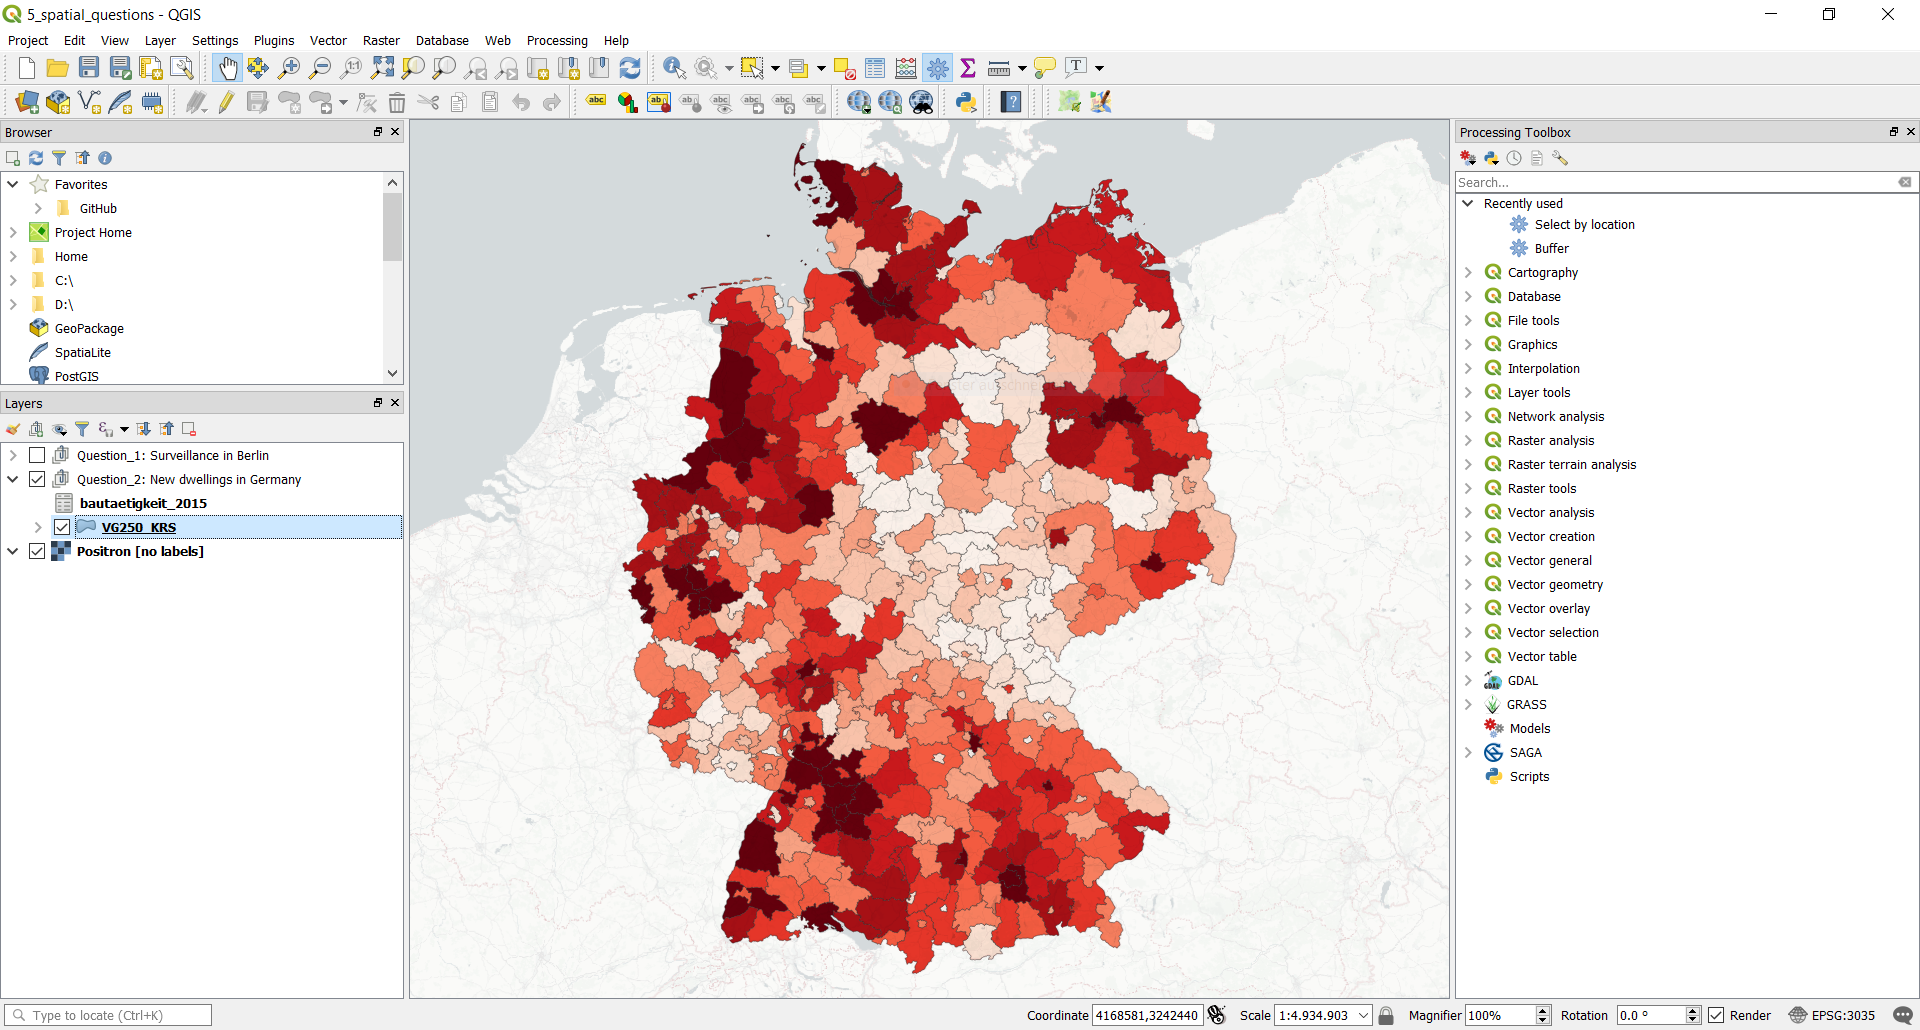 5_spatial_questions - QGIS
Project Edit View Layer Settings Plugins Vector Raster Database Web Processing Help
Browser
Favorites
GitHub
Project Home
Home
C:\
D:\
GeoPackage
SpatiaLite
PostGIS
Layers
Question_1: Surveillance in Berlin
Question_2: New dwellings in Germany
bautaetigkeit_2015
VG250_KRS
Positron [no labels]
Processing Toolbox
Search...
Recently used
Select by location
Buffer
Cartography
Database
File tools
Graphics
Interpolation
Layer tools
Network analysis
Raster analysis
Raster terrain analysis
Raster tools
Vector analysis
Vector creation
Vector general
Vector geometry
Vector overlay
Vector selection
Vector table
GDAL
GRASS
Models
SAGA
Scripts
Type to locate (Ctrl+K)
Coordinate 4168581,3242440 Scale 1:4.934.903 Magnifier 100% Rotation 0.0 ° Render EPSG:3035